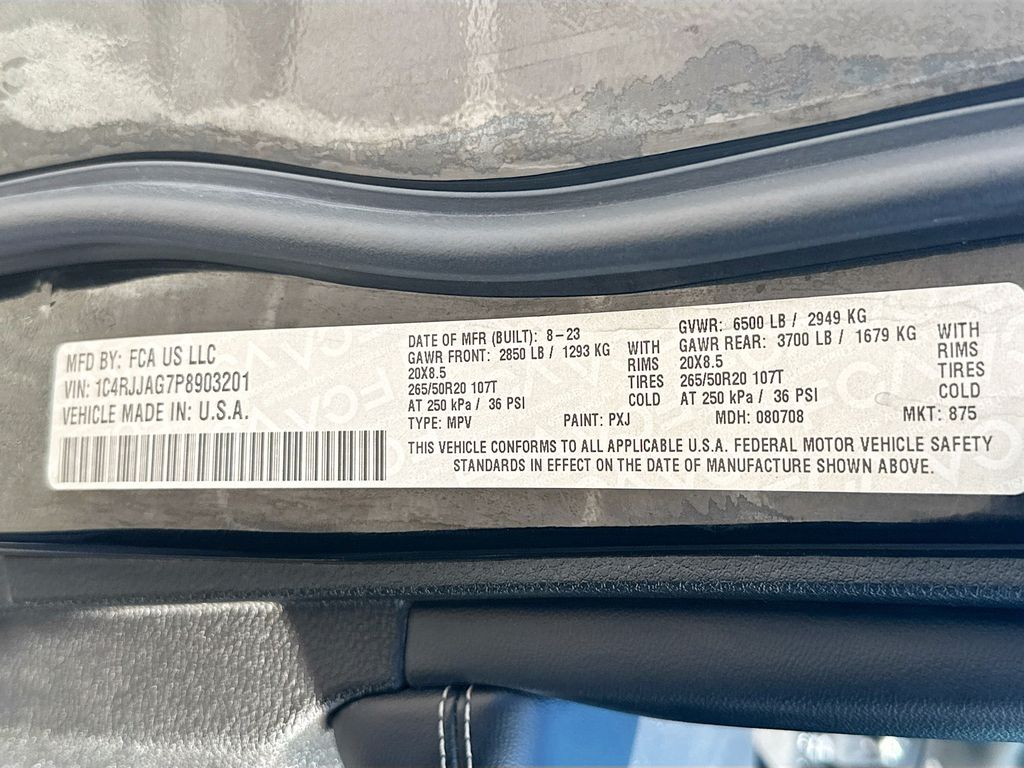 MFD BY: FCA US LLC
VIN: 1C4RJJAG7P8903201
VEHICLE MADE IN: U.S.A.
DATE OF MFR (BUILT): 8-23
GAWR FRONT: 2850 LB / 1293 KG
20X8.5
265/50R20 107T
AT 250 kPa / 36 PSI
WITH
RIMS
TIRES
COLD
GVWR: 6500 LB / 2949 KG
GAWR REAR: 3700 LB / 1679 KG
20X8.5
265/50R20 107T
AT 250 kPa / 36 PSI
WITH
RIMS
TIRES
COLD
TYPE: MPV PAINT: PXJ MDH: 080708 MKT: 875
THIS VEHICLE CONFORMS TO ALL APPLICABLE U.S.A. FEDERAL MOTOR VEHICLE SAFETY
STANDARDS IN EFFECT ON THE DATE OF MANUFACTURE SHOWN ABOVE.